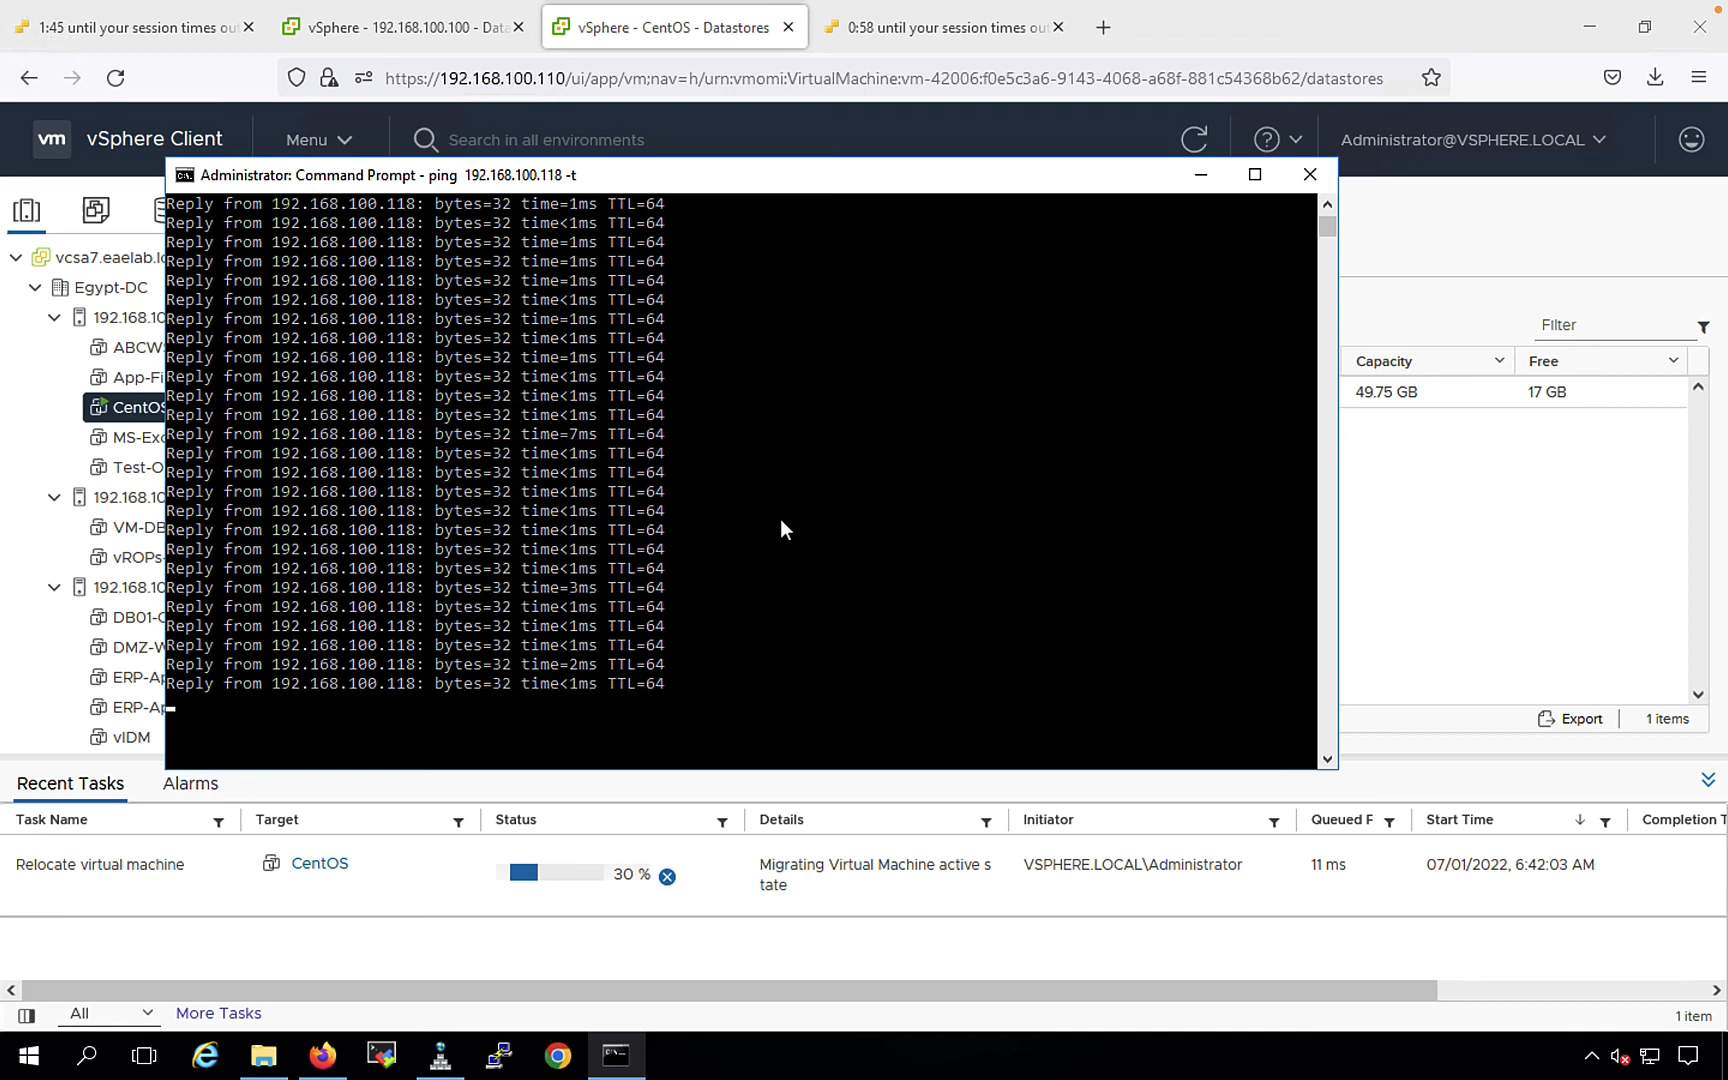 1:45 until your session times ou
vSphere - 192.168.100.100 - Dat
vSphere - CentOS - Datastores
0:58 until your session times ou
https://192.168.100.110/ui/app/vm;nav=h/urn:vmomi:VirtualMachine:vm-42006:f0e5c3a6-9143-4068-a68f-881c54368b62/datastores
vm vSphere Client
Menu
Search in all environments
Administrator@VSPHERE.LOCAL
Administrator: Command Prompt - ping 192.168.100.118 -t
Reply from 192.168.100.118: bytes=32 time=1ms TTL=64
Reply from 192.168.100.118: bytes=32 time<1ms TTL=64
Reply from 192.168.100.118: bytes=32 time=1ms TTL=64
Reply from 192.168.100.118: bytes=32 time<1ms TTL=64
Reply from 192.168.100.118: bytes=32 time=1ms TTL=64
Reply from 192.168.100.118: bytes=32 time<1ms TTL=64
Reply from 192.168.100.118: bytes=32 time=1ms TTL=64
Reply from 192.168.100.118: bytes=32 time<1ms TTL=64
Reply from 192.168.100.118: bytes=32 time=1ms TTL=64
Reply from 192.168.100.118: bytes=32 time<1ms TTL=64
Reply from 192.168.100.118: bytes=32 time=1ms TTL=64
Reply from 192.168.100.118: bytes=32 time<1ms TTL=64
Reply from 192.168.100.118: bytes=32 time=7ms TTL=64
Reply from 192.168.100.118: bytes=32 time<1ms TTL=64
Reply from 192.168.100.118: bytes=32 time<1ms TTL=64
Reply from 192.168.100.118: bytes=32 time<1ms TTL=64
Reply from 192.168.100.118: bytes=32 time<1ms TTL=64
Reply from 192.168.100.118: bytes=32 time<1ms TTL=64
Reply from 192.168.100.118: bytes=32 time<1ms TTL=64
Reply from 192.168.100.118: bytes=32 time<1ms TTL=64
Reply from 192.168.100.118: bytes=32 time=3ms TTL=64
Reply from 192.168.100.118: bytes=32 time<1ms TTL=64
Reply from 192.168.100.118: bytes=32 time<1ms TTL=64
Reply from 192.168.100.118: bytes=32 time<1ms TTL=64
Reply from 192.168.100.118: bytes=32 time=2ms TTL=64
Reply from 192.168.100.118: bytes=32 time<1ms TTL=64
vcsa7.eaelab.lo
Egypt-DC
192.168.10
ABCW
App-Fi
CentOS
MS-Exc
Test-O
192.168.10
VM-DB
vROPs-
192.168.10
DB01-C
DMZ-W
ERP-Ap
ERP-Ap
vIDM
Filter
Capacity Free
49.75 GB 17 GB
Export 1 items
Recent Tasks Alarms
Task Name Target Status Details Initiator Queued F Start Time Completion T
Relocate virtual machine CentOS 30 % Migrating Virtual Machine active s VSPHERE.LOCAL\Administrator 11 ms 07/01/2022, 6:42:03 AM
tate
All More Tasks 1 item